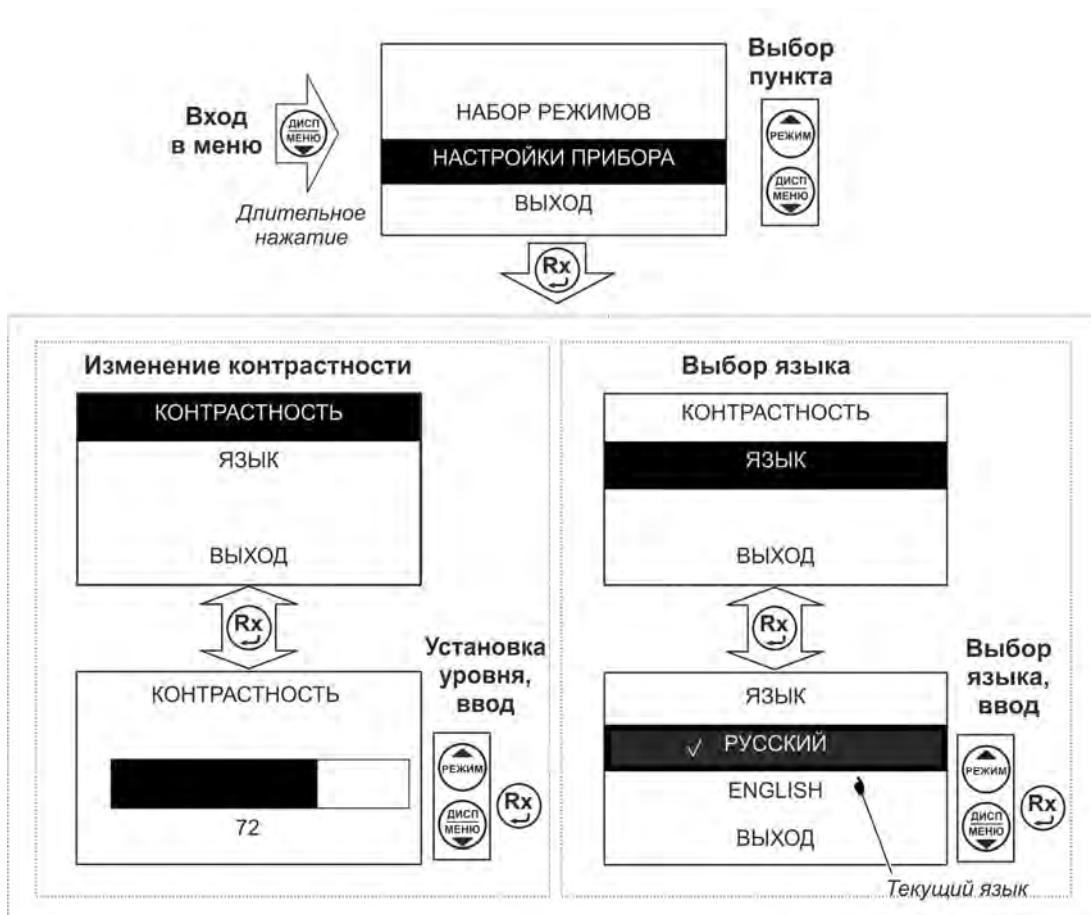 Вход
в меню
ДИСП
МЕНЮ
Длительное
нажатие
НАБОР РЕЖИМОВ
НАСТРОЙКИ ПРИБОРА
ВЫХОД
Выбор
пункта
РЕЖИМ
ДИСП
МЕНЮ
Rx
Изменение контрастности
КОНТРАСТНОСТЬ
ЯЗЫК
ВЫХОД
Rx
КОНТРАСТНОСТЬ
72
Установка
уровня,
ввод
РЕЖИМ
ДИСП
МЕНЮ
Rx
Выбор языка
КОНТРАСТНОСТЬ
ЯЗЫК
ВЫХОД
Rx
ЯЗЫК
✓ РУССКИЙ
ENGLISH
ВЫХОД
Выбор
языка,
ввод
РЕЖИМ
ДИСП
МЕНЮ
Rx
Текущий язык